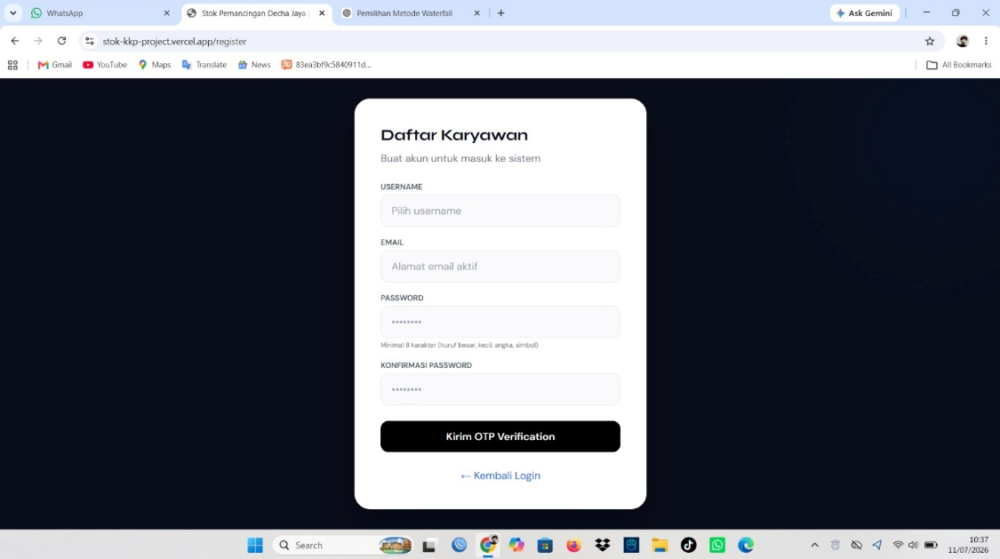 WhatsApp
Stok Pemancingan Decha Jaya
Pemilihan Metode Waterfall
Ask Gemini
stok-kkp-project.vercel.app/register
Gmail
YouTube
Maps
Translate
News
83ea3bf9c5840911d...
All Bookmarks
Daftar Karyawan
Buat akun untuk masuk ke sistem
USERNAME
Pilih username
EMAIL
Alamat email aktif
PASSWORD
••••••••
Minimal 8 karakter (huruf besar, kecil, angka, simbol)
KONFIRMASI PASSWORD
••••••••
Kirim OTP Verification
← Kembali Login
Search
10:37
11/07/2026